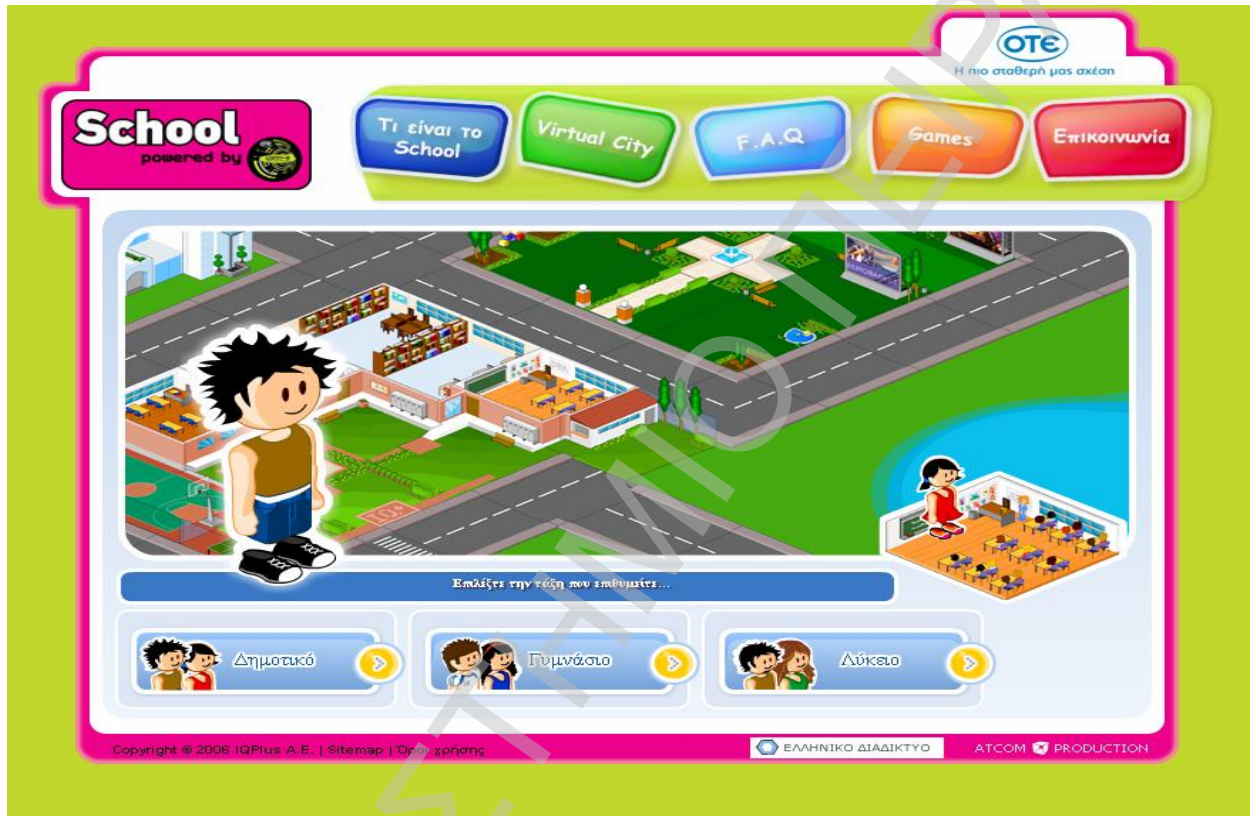 OTE
Η πιο σταθερή μας σχέση
School
powered by
Τι είναι το
School
Virtual City
F.A.Q
Games
Επικοινωνία
IQ+
Επιλέξτε την τάξη που επιθυμείτε...
Δημοτικό
Γυμνάσιο
Λύκειο
Copyright © 2006 IQPlus A.E. | Sitemap | Όροι χρήσης
ΕΛΛΗΝΙΚΟ ΔΙΑΔΙΚΤΥΟ
ATCOM PRODUCTION